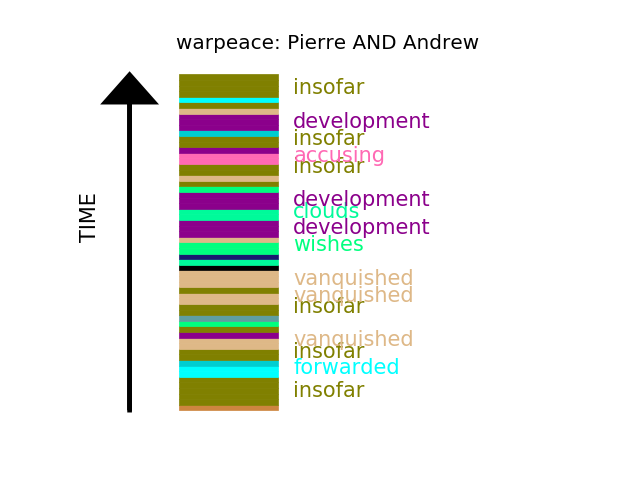 warpeace: Pierre AND Andrew
insofar
development
insofar
accusing
insofar
development
clouds
development
wishes
vanquished
vanquished
insofar
vanquished
insofar
forwarded
insofar
TIME